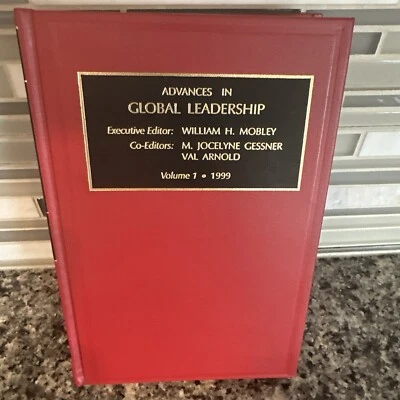 ADVANCES IN
GLOBAL LEADERSHIP
Executive Editor: WILLIAM H. MOBLEY
Co-Editors: M. JOCELYNE GESSNER
VAL ARNOLD
Volume 1 • 1999